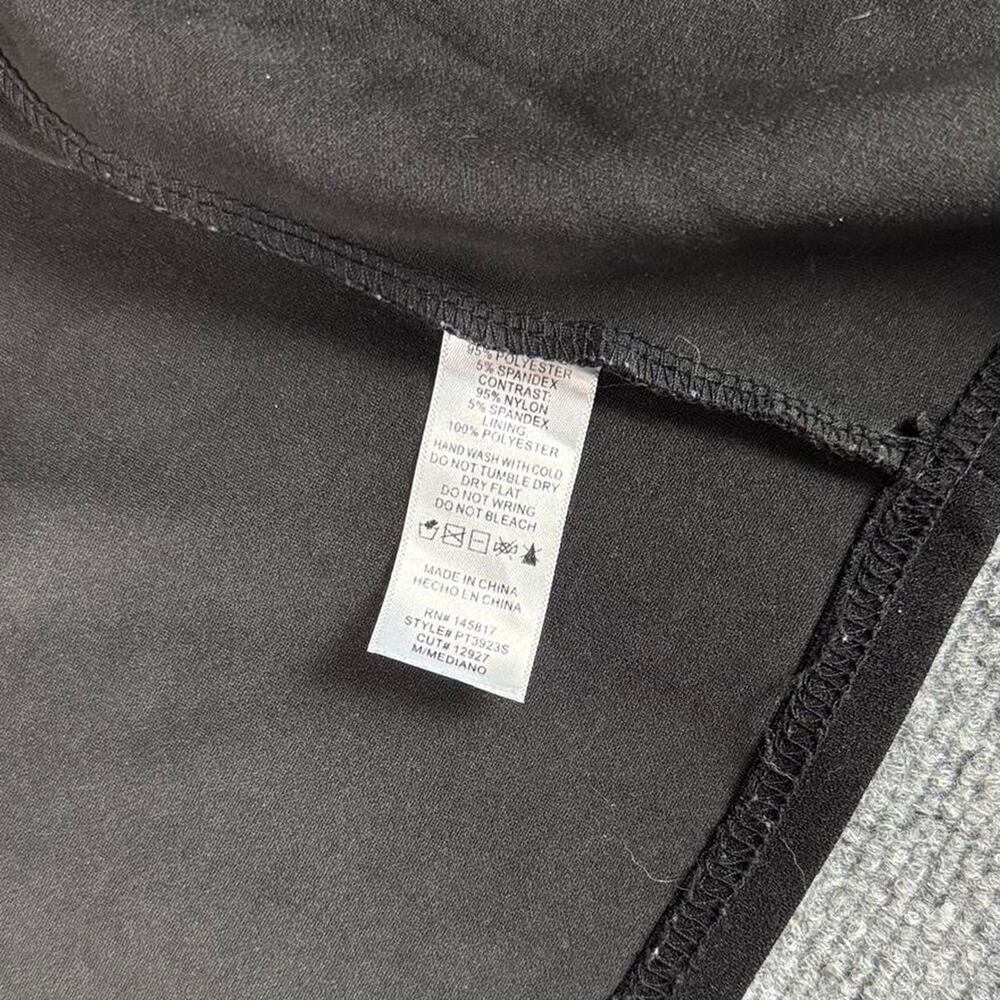 95% POLYESTER
5% SPANDEX
CONTRAST:
95% NYLON
5% SPANDEX
LINING
100% POLYESTER
HAND WASH WITH COLD
DO NOT TUMBLE DRY
DRY FLAT
DO NOT WRING
DO NOT BLEACH
MADE IN CHINA
HECHO EN CHINA
RN# 145817
STYLE# PT3923S
CUT# 12927
M/MEDIANO